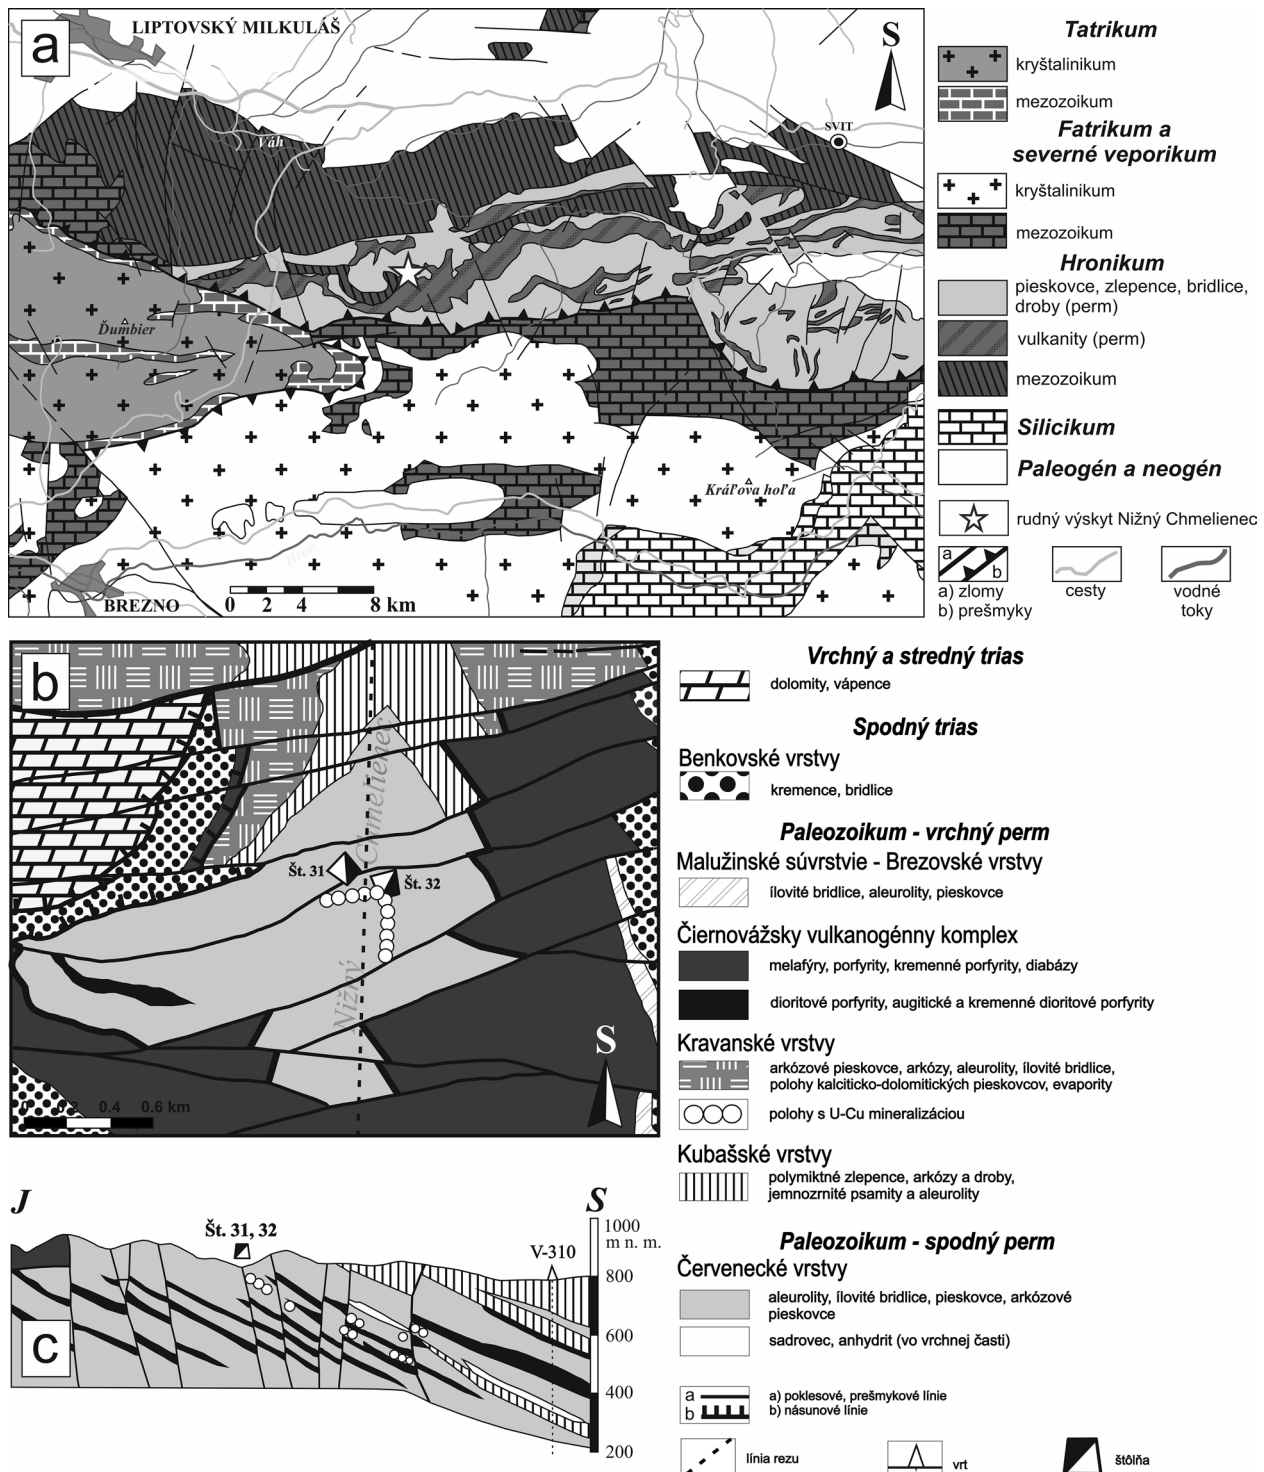 a
LIPTOVSKÝ MILKULÁŠ
S
SVIT
Váh
Ďumbier
Kráľova hoľa
Hron
BREZNO
0 2 4 8 km
Tatrikum
kryštalinikum
mezozoikum
Fatrikum a
severné veporikum
kryštalinikum
mezozoikum
Hronikum
pieskovce, zlepence, bridlice,
droby (perm)
vulkanity (perm)
mezozoikum
Silicikum
Paleogén a neogén
rudný výskyt Nižný Chmelienec
a
b
a) zlomy
b) prešmyky
cesty
vodné
toky
b
Nižný Chmelienec
Št. 31
Št. 32
S
0.4 0.6 km
Vrchný a stredný trias
dolomity, vápence
Spodný trias
Benkovské vrstvy
kremence, bridlice
Paleozoikum - vrchný perm
Malužinské súvrstvie - Brezovské vrstvy
ílovité bridlice, aleurolity, pieskovce
Čiernovážsky vulkanogénny komplex
melafýry, porfyrity, kremenné porfyrity, diabázy
dioritové porfyrity, augitické a kremenné dioritové porfyrity
Kravanské vrstvy
arkózové pieskovce, arkózy, aleurolity, ílovité bridlice,
polohy kalciticko-dolomitických pieskovcov, evapority
polohy s U-Cu mineralizáciou
Kubašské vrstvy
polymiktné zlepence, arkózy a droby,
jemnozrnité psamity a aleurolity
Paleozoikum - spodný perm
Červenecké vrstvy
aleurolity, ílovité bridlice, pieskovce, arkózové
pieskovce
sadrovec, anhydrit (vo vrchnej časti)
a
b
a) poklesové, prešmykové línie
b) násunové línie
línia rezu
vrt
štôlňa
J
S
Št. 31, 32
V-310
1000
m n. m.
800
600
400
200
c